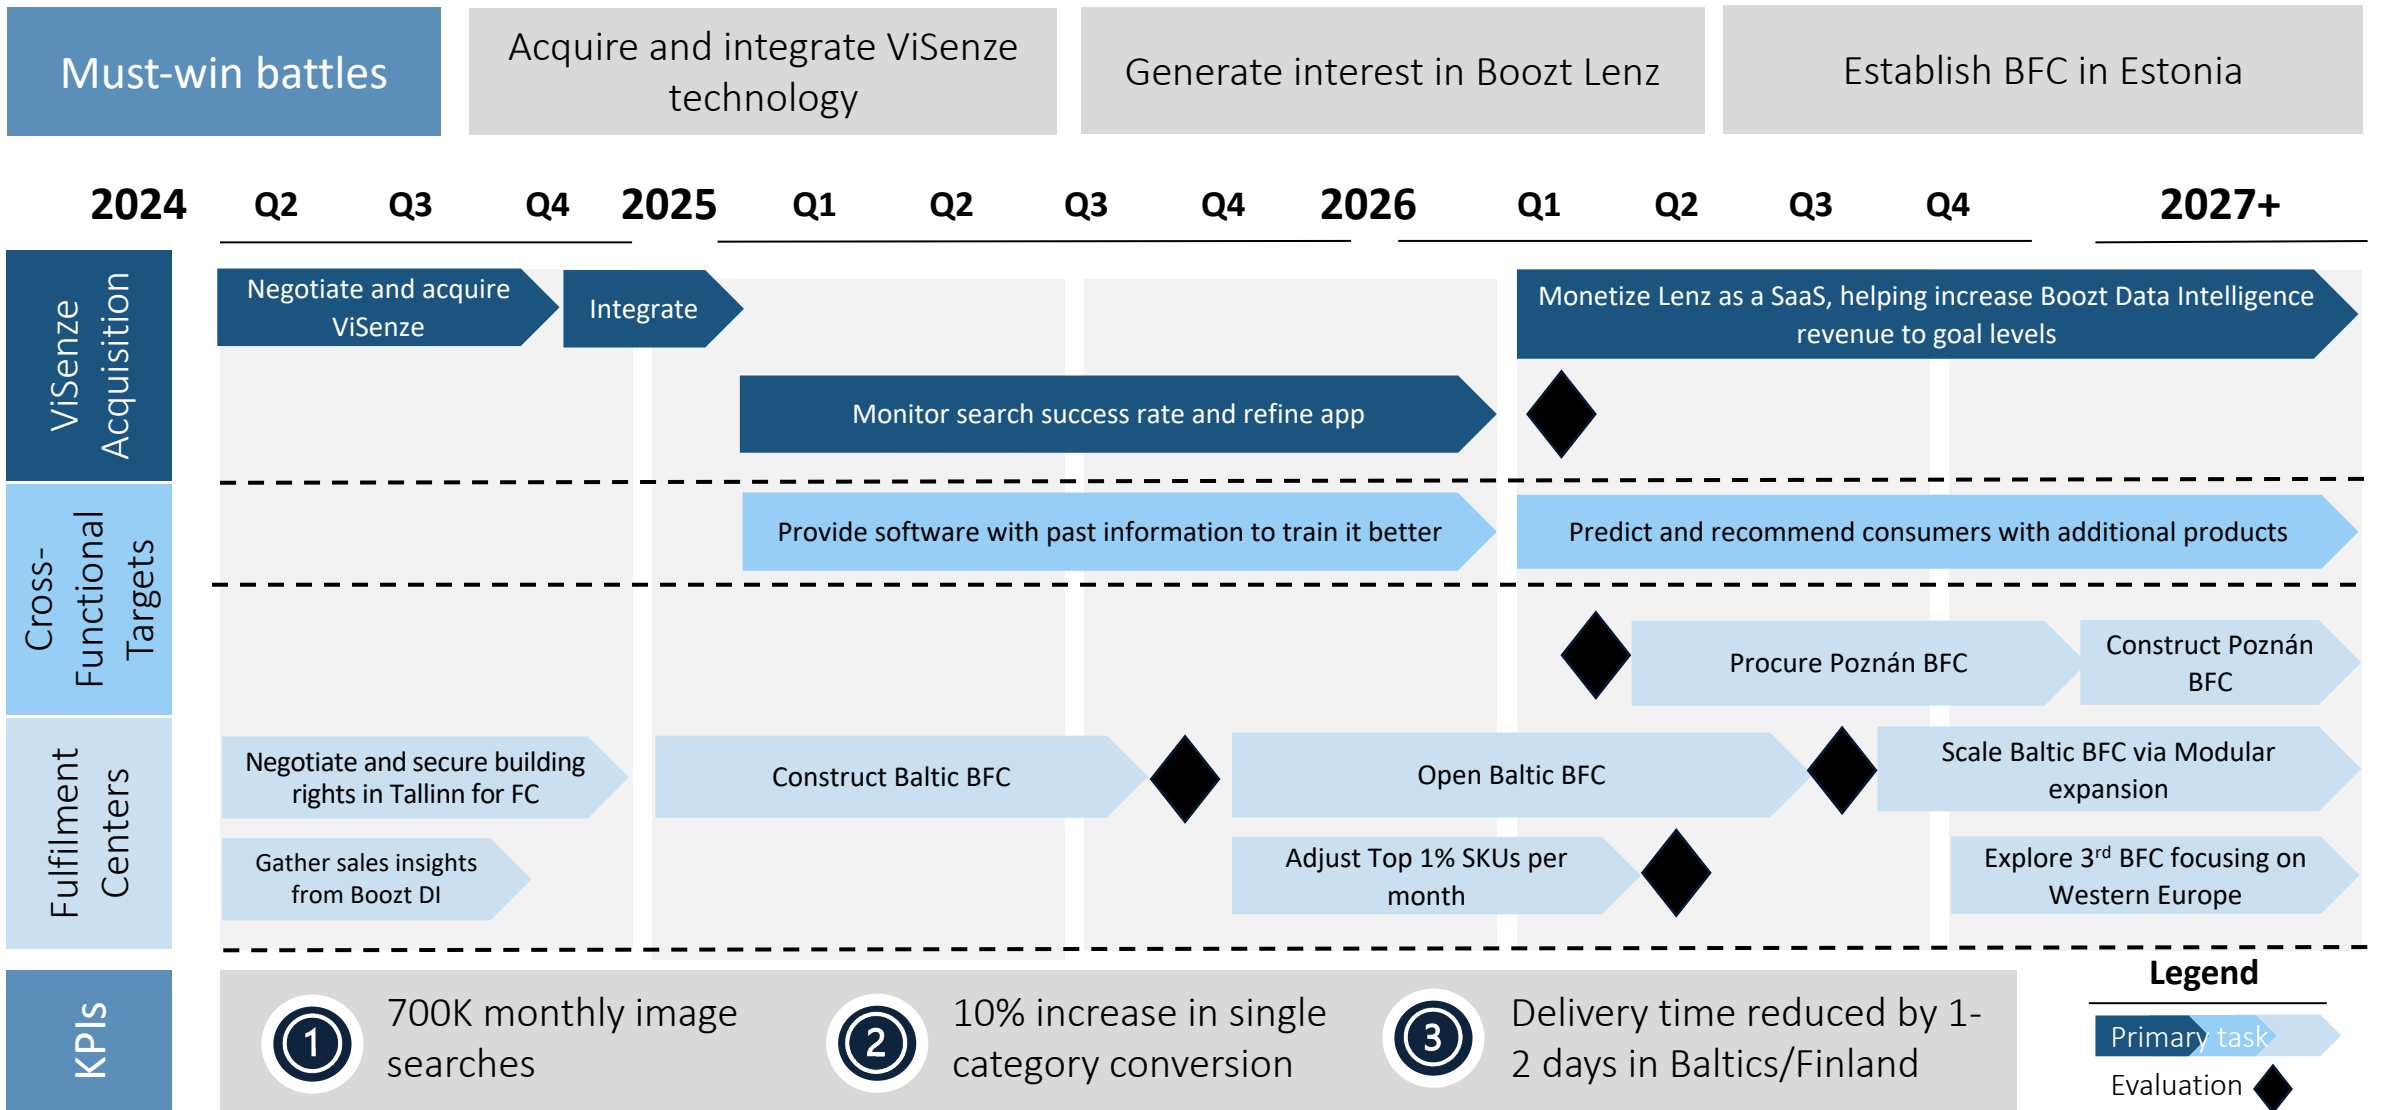 Must-win battles
Acquire and integrate ViSenze
technology
Generate interest in Boozt Lenz
Establish BFC in Estonia
2024 Q2 Q3 Q4 2025 Q1 Q2 Q3 Q4 2026 Q1 Q2 Q3 Q4 2027+
ViSenze
Acquisition
Negotiate and acquire
ViSenze
Integrate
Monetize Lenz as a SaaS, helping increase Boozt Data Intelligence
revenue to goal levels
Monitor search success rate and refine app
Cross-
Functional
Targets
Provide software with past information to train it better
Predict and recommend consumers with additional products
Procure Poznán BFC
Construct Poznán
BFC
Fulfilment
Centers
Negotiate and secure building
rights in Tallinn for FC
Construct Baltic BFC
Open Baltic BFC
Scale Baltic BFC via Modular
expansion
Gather sales insights
from Boozt DI
Adjust Top 1% SKUs per
month
Explore 3rd BFC focusing on
Western Europe
KPIs
1
700K monthly image
searches
2
10% increase in single
category conversion
3
Delivery time reduced by 1-
2 days in Baltics/Finland
Legend
Primary task
Evaluation